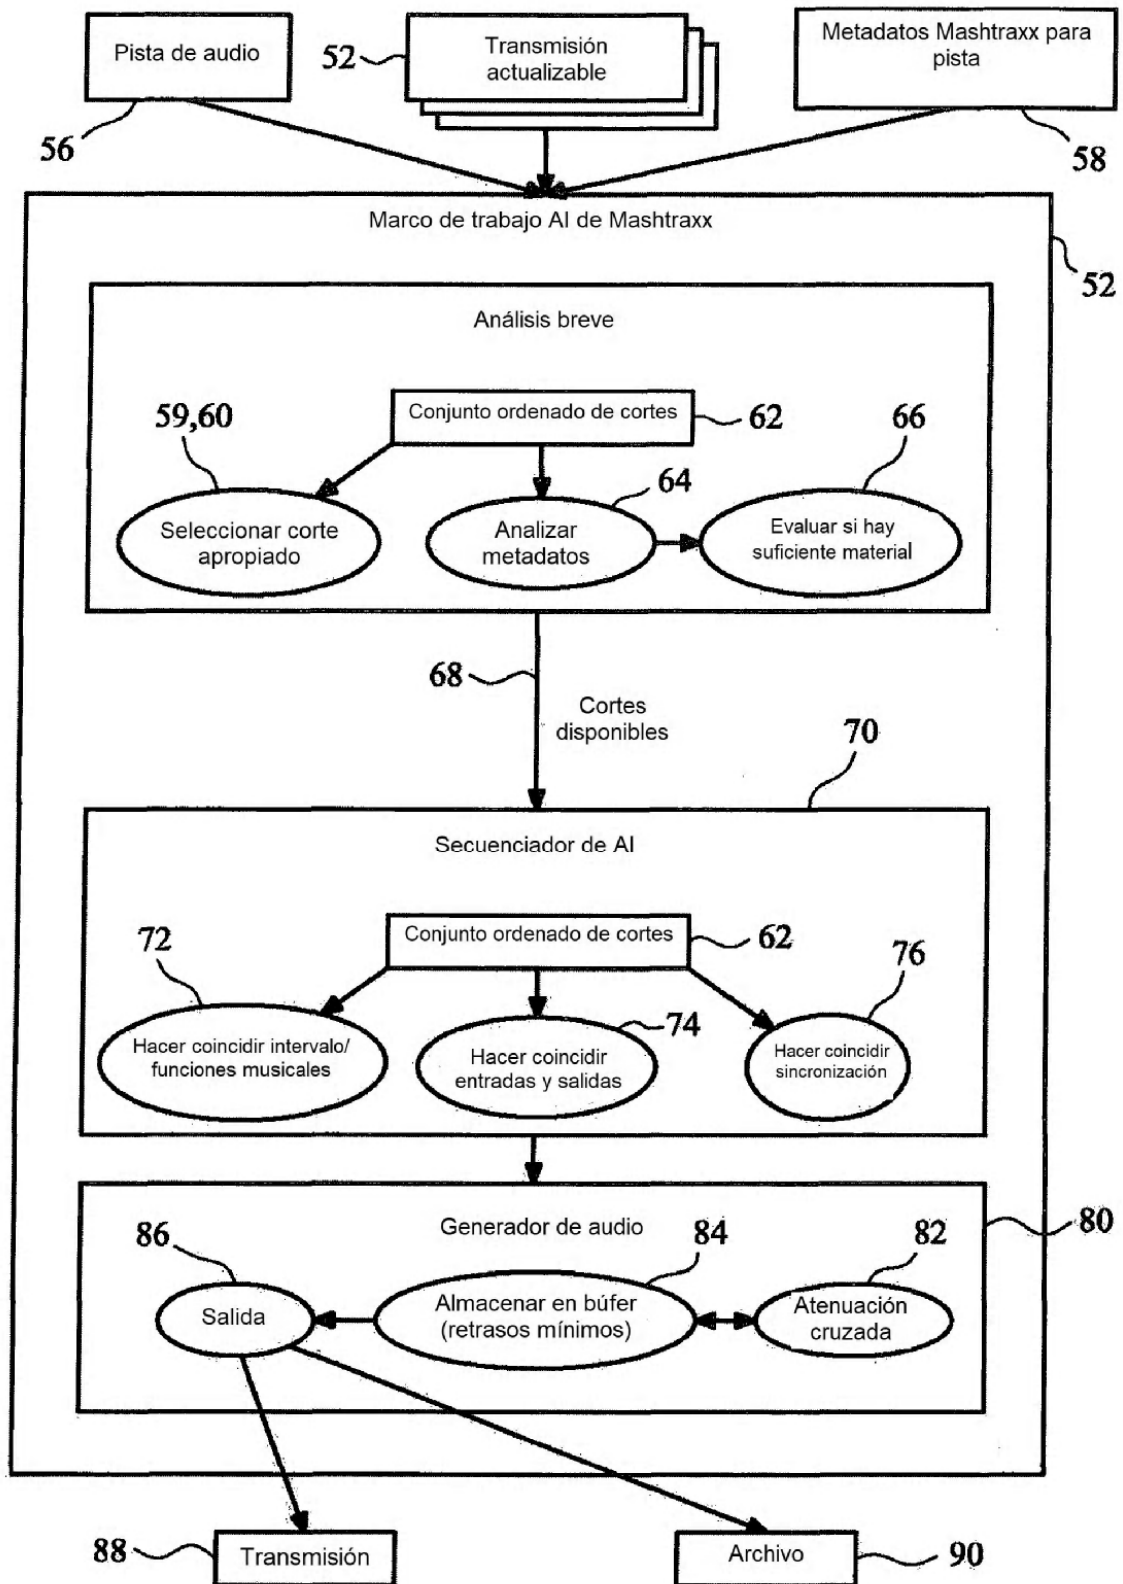 Pista de audio
52
Transmisión
actualizable
Metadatos Mashtraxx para
pista
56
58
Marco de trabajo AI de Mashtraxx
52
Análisis breve
59,60
Conjunto ordenado de cortes
62
66
64
Seleccionar corte
apropiado
Analizar
metadatos
Evaluar si hay
suficiente material
68
Cortes
disponibles
70
Secuenciador de AI
72
Conjunto ordenado de cortes
62
76
74
Hacer coincidir intervalo/
funciones musicales
Hacer coincidir
entradas y salidas
Hacer coincidir
sincronización
80
Generador de audio
86
84
82
Salida
Almacenar en búfer
(retrasos mínimos)
Atenuación
cruzada
88
Transmisión
Archivo
90